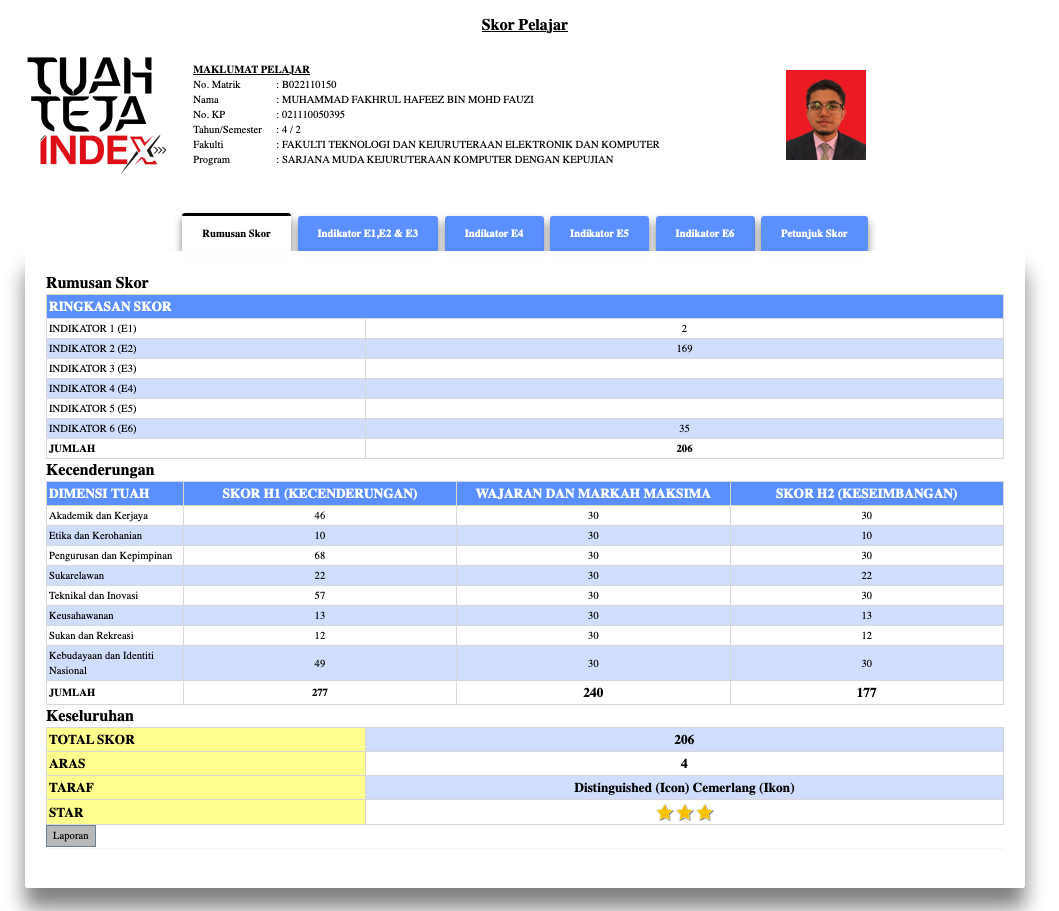 Skor Pelajar
TUAH
TEJA
INDEX
MAKLUMAT PELAJAR
No. Matrik : B022110150
Nama : MUHAMMAD FAKHRUL HAFEEZ BIN MOHD FAUZI
No. KP : 021110050395
Tahun/Semester : 4 / 2
Fakulti : FAKULTI TEKNOLOGI DAN KEJURUTERAAN ELEKTRONIK DAN KOMPUTER
Program : SARJANA MUDA KEJURUTERAAN KOMPUTER DENGAN KEPUJIAN
Rumusan Skor Indikator E1,E2 & E3 Indikator E4 Indikator E5 Indikator E6 Petunjuk Skor
Rumusan Skor
RINGKASAN SKOR
INDIKATOR 1 (E1) 2
INDIKATOR 2 (E2) 169
INDIKATOR 3 (E3)
INDIKATOR 4 (E4)
INDIKATOR 5 (E5)
INDIKATOR 6 (E6) 35
JUMLAH 206
Kecenderungan
DIMENSI TUAH SKOR H1 (KECENDERUNGAN) WAJARAN DAN MARKAH MAKSIMA SKOR H2 (KESEIMBANGAN)
Akademik dan Kerjaya 46 30 30
Etika dan Kerohanian 10 30 10
Pengurusan dan Kepimpinan 68 30 30
Sukarelawan 22 30 22
Teknikal dan Inovasi 57 30 30
Keusahawanan 13 30 13
Sukan dan Rekreasi 12 30 12
Kebudayaan dan Identiti
Nasional 49 30 30
JUMLAH 277 240 177
Keseluruhan
TOTAL SKOR 206
ARAS 4
TARAF Distinguished (Icon) Cemerlang (Ikon)
STAR
Laporan